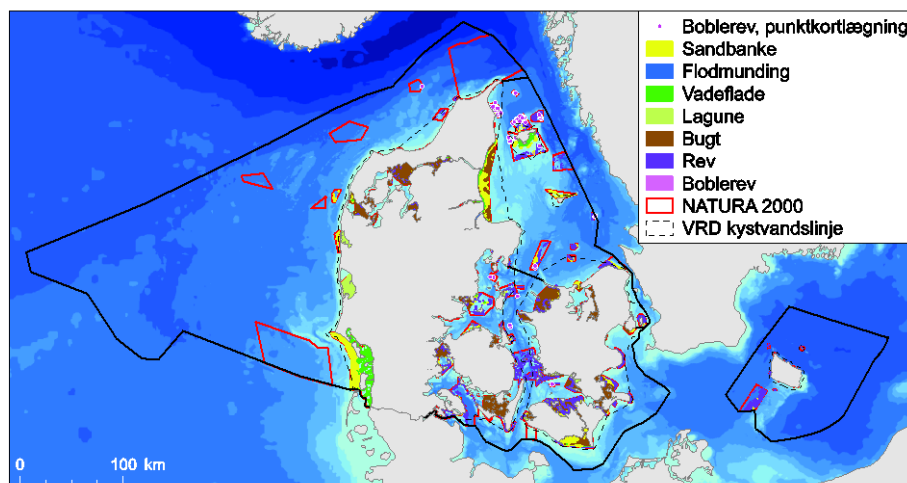 Boblerev, punktkortlægning
Sandbanke
Flodmunding
Vadeflade
Lagune
Bugt
Rev
Boblerev
NATURA 2000
VRD kystvandslinje
0 100 km